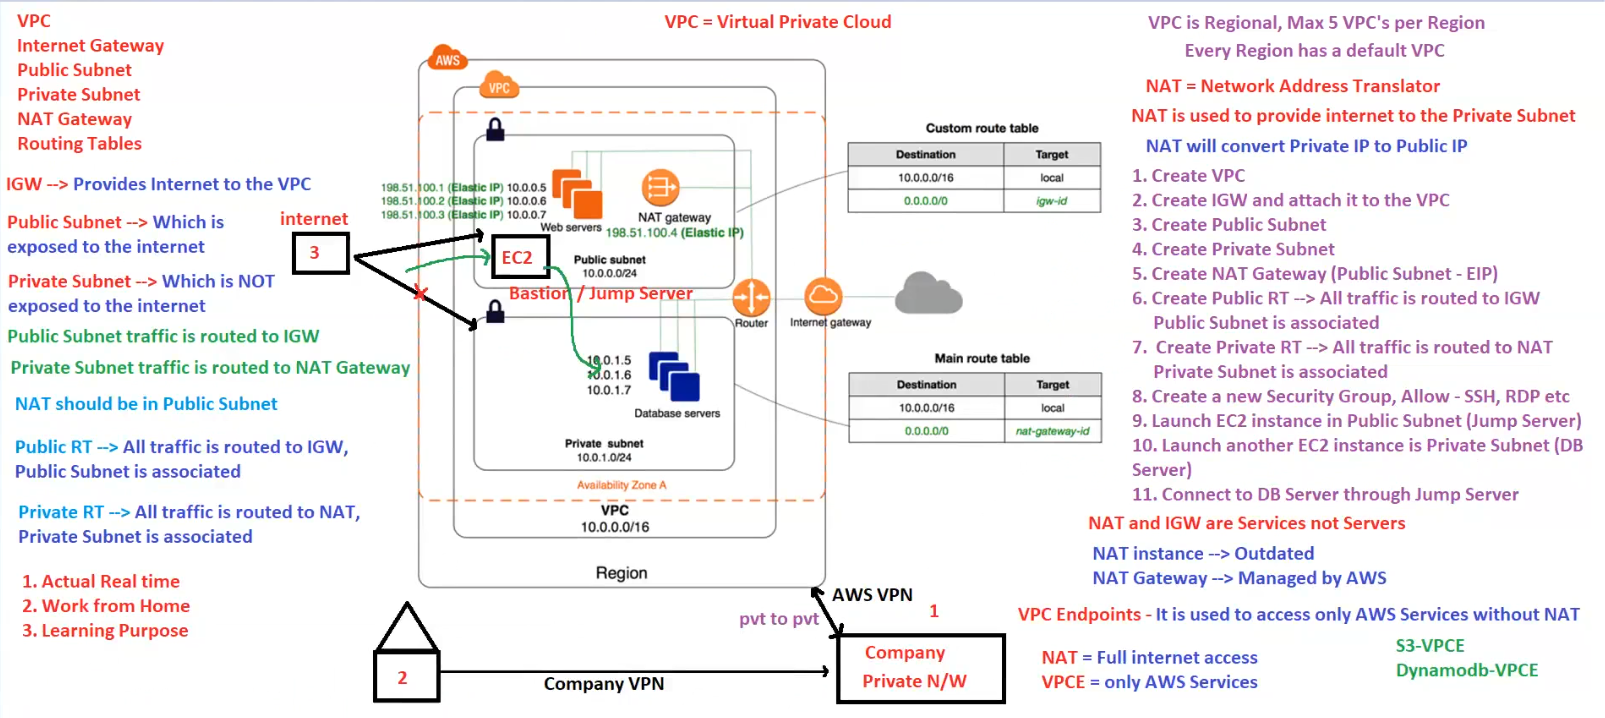 VPC
Internet Gateway
Public Subnet
Private Subnet
NAT Gateway
Routing Tables
IGW --> Provides Internet to the VPC
Public Subnet --> Which is
exposed to the internet
Private Subnet --> Which is NOT
exposed to the internet
Public Subnet traffic is routed to IGW
Private Subnet traffic is routed to NAT Gateway
NAT should be in Public Subnet
Public RT --> All traffic is routed to IGW,
Public Subnet is associated
Private RT --> All traffic is routed to NAT,
Private Subnet is associated
1. Actual Real time
2. Work from Home
3. Learning Purpose
VPC = Virtual Private Cloud
AWS
VPC
198.51.100.1 (Elastic IP) 10.0.0.5
198.51.100.2 (Elastic IP) 10.0.0.6
198.51.100.3 (Elastic IP) 10.0.0.7
Web servers
NAT gateway
198.51.100.4 (Elastic IP)
internet
3
EC2
Public subnet
10.0.0.0/24
Bastion / Jump Server
Router
Internet gateway
10.0.1.5
10.0.1.6
10.0.1.7
Database servers
Private subnet
10.0.1.0/24
Availability Zone A
VPC
10.0.0.0/16
Region
Custom route table
Destination Target
10.0.0.0/16 local
0.0.0.0/0 igw-id
Main route table
Destination Target
10.0.0.0/16 local
0.0.0.0/0 nat-gateway-id
AWS VPN
pvt to pvt
1
2
Company VPN
Company
Private N/W
VPC is Regional, Max 5 VPC's per Region
Every Region has a default VPC
NAT = Network Address Translator
NAT is used to provide internet to the Private Subnet
NAT will convert Private IP to Public IP
1. Create VPC
2. Create IGW and attach it to the VPC
3. Create Public Subnet
4. Create Private Subnet
5. Create NAT Gateway (Public Subnet - EIP)
6. Create Public RT --> All traffic is routed to IGW
Public Subnet is associated
7. Create Private RT --> All traffic is routed to NAT
Private Subnet is associated
8. Create a new Security Group, Allow - SSH, RDP etc
9. Launch EC2 instance in Public Subnet (Jump Server)
10. Launch another EC2 instance is Private Subnet (DB
Server)
11. Connect to DB Server through Jump Server
NAT and IGW are Services not Servers
NAT instance --> Outdated
NAT Gateway --> Managed by AWS
VPC Endpoints - It is used to access only AWS Services without NAT
NAT = Full internet access
VPCE = only AWS Services
S3-VPCE
Dynamodb-VPCE